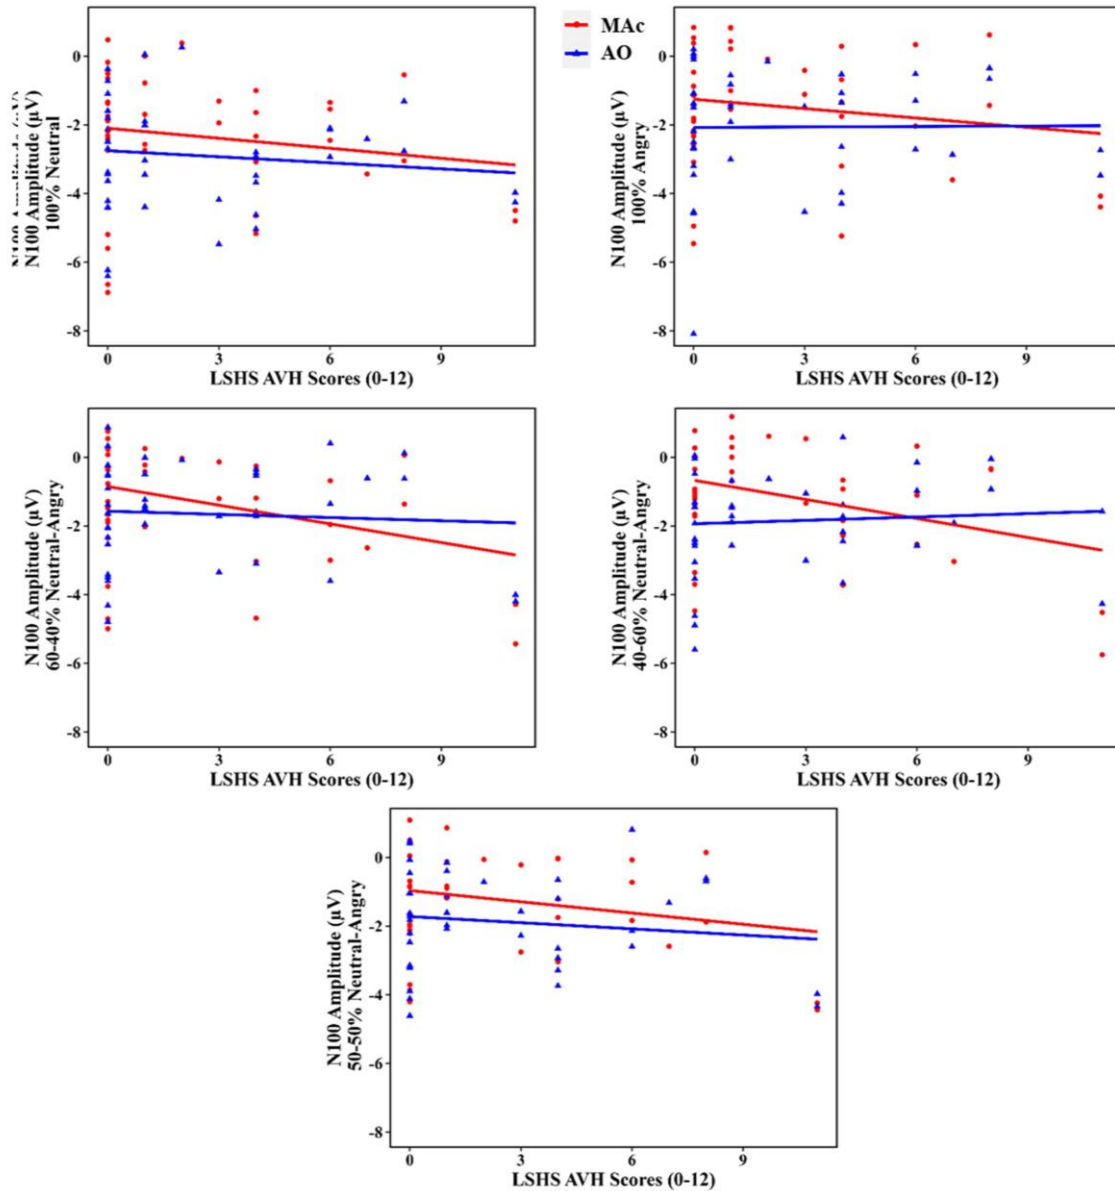 N100 Amplitude (µV)
N100 Amplitude (µV)
100% Neutral
0
-2
-4
-6
-8
0 3 6 9
LSHS AVH Scores (0-12)
MAc
AO
N100 Amplitude (µV)
100% Angry
0
-2
-4
-6
-8
0 3 6 9
LSHS AVH Scores (0-12)
N100 Amplitude (µV)
60-40% Neutral-Angry
0
-2
-4
-6
-8
0 3 6 9
LSHS AVH Scores (0-12)
N100 Amplitude (µV)
40-60% Neutral-Angry
0
-2
-4
-6
-8
0 3 6 9
LSHS AVH Scores (0-12)
N100 Amplitude (µV)
50-50% Neutral-Angry
0
-2
-4
-6
-8
0 3 6 9
LSHS AVH Scores (0-12)